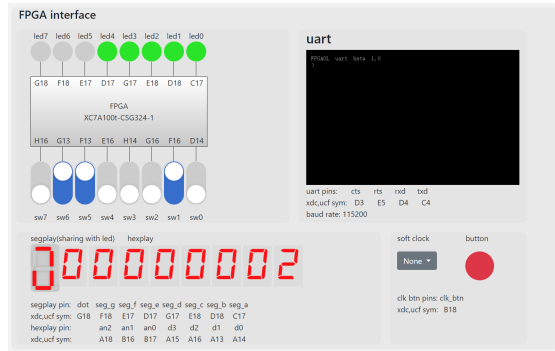 FPGA interface
led7 led6 led5 led4 led3 led2 led1 led0
G18 F18 E17 D17 G17 E18 D18 C17
FPGA
XC7A100t-CSG324-1
H16 G13 F13 E16 H14 G16 F16 D14
sw7 sw6 sw5 sw4 sw3 sw2 sw1 sw0
uart
FPGAOL uart beta 1.0
>
uart pins: cts rts rxd txd
xdc,ucf sym: D3 E5 D4 C4
baud rate: 115200
segplay(sharing with led) hexplay
00000002
segplay pin: dot seg_g seg_f seg_e seg_d seg_c seg_b seg_a
xdc,ucf sym: G18 F18 E17 D17 G17 E18 D18 C17
hexplay pin: an2 an1 an0 d3 d2 d1 d0
xdc,ucf sym: A18 B16 B17 A15 A16 A13 A14
soft clock button
None
clk btn pins: clk_btn
xdc,ucf sym: B18